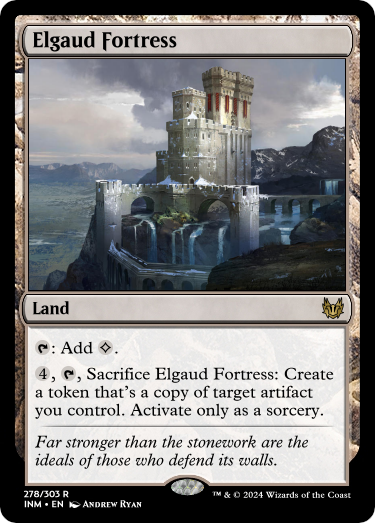 Elgaud Fortress
Land
: Add .
4, , Sacrifice Elgaud Fortress: Create
a token that's a copy of target artifact
you control. Activate only as a sorcery.
Far stronger than the stonework are the
ideals of those who defend its walls.
278/303 R
INM • EN Andrew Ryan
™ & © 2024 Wizards of the Coast